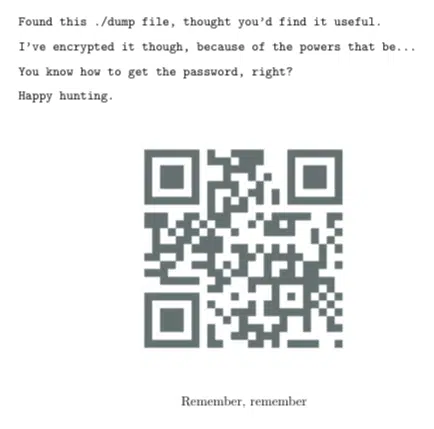 Found this ./dump file, thought you'd find it useful.
I've encrypted it though, because of the powers that be...
You know how to get the password, right?
Happy hunting.
Remember, remember